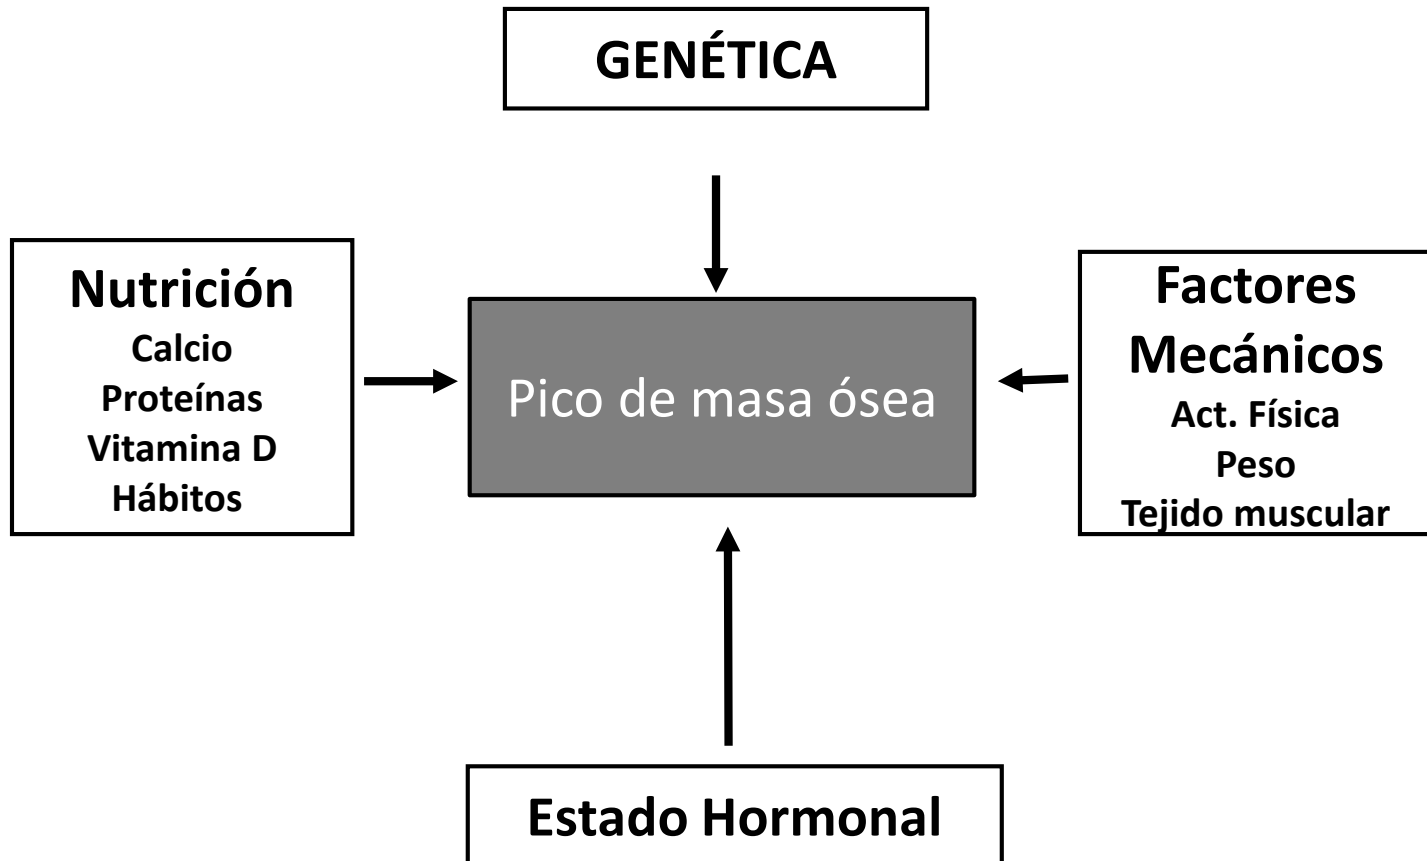 GENÉTICA
Nutrición
Calcio
Proteínas
Vitamina D
Hábitos
Pico de masa ósea
Factores
Mecánicos
Act. Física
Peso
Tejido muscular
Estado Hormonal